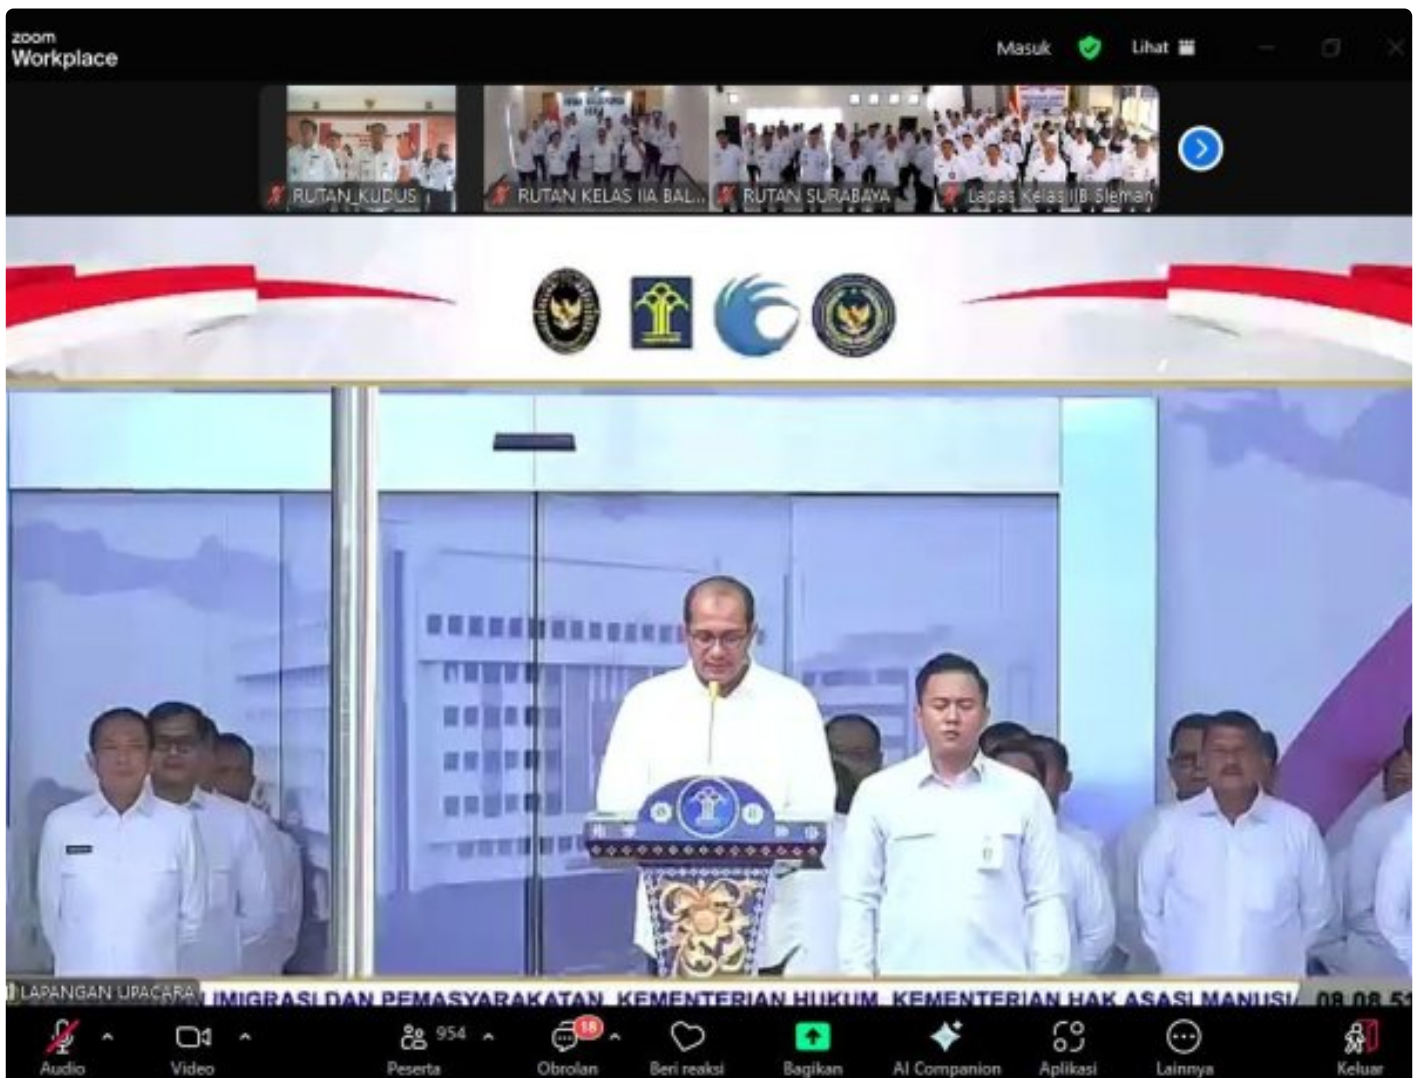 zoom
Workplace
Masuk
Lihat
RUTAN_KUDUS
RUTAN KELAS IIA BAL...
RUTAN SURABAYA
Lapas Kelas IIB Sleman
LAPANGAN UPACARA
IMIGRASI DAN PEMASYARAKATAN, KEMENTERIAN HUKUM, KEMENTERIAN HAK ASASI MANUSI
08.08.51
954
18
Audio
Video
Peserta
Obrolan
Beri reaksi
Bagikan
AI Companion
Aplikasi
Lainnya
Keluar